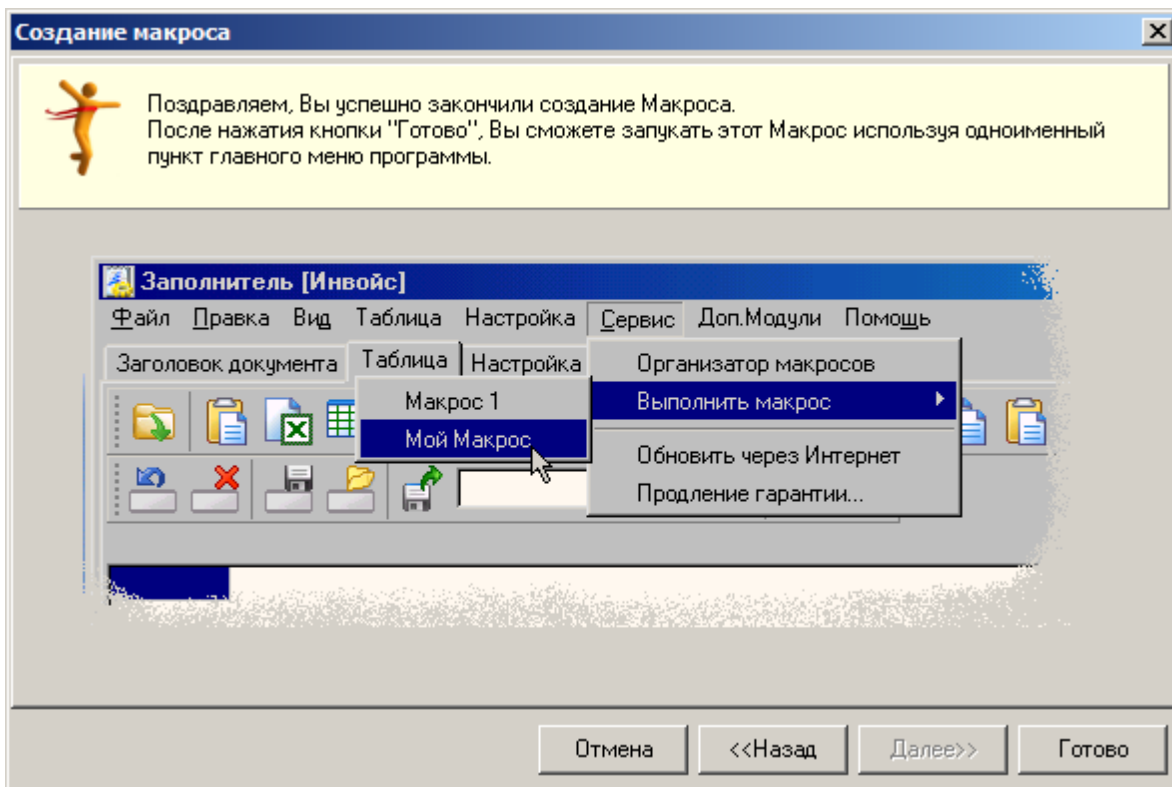 Создание макроса
Поздравляем, Вы успешно закончили создание Макроса.
После нажатия кнопки "Готово", Вы сможете запукать этот Макрос используя одноименный
пункт главного меню программы.
Заполнитель [Инвойс]
Файл Правка Вид Таблица Настройка Сервис Доп.Модули Помощь
Заголовок документа Таблица Настройка
Организатор макросов
Выполнить макрос
Макрос 1
Мой Макрос
Обновить через Интернет
Продление гарантии...
Отмена <<Назад Далее>> Готово